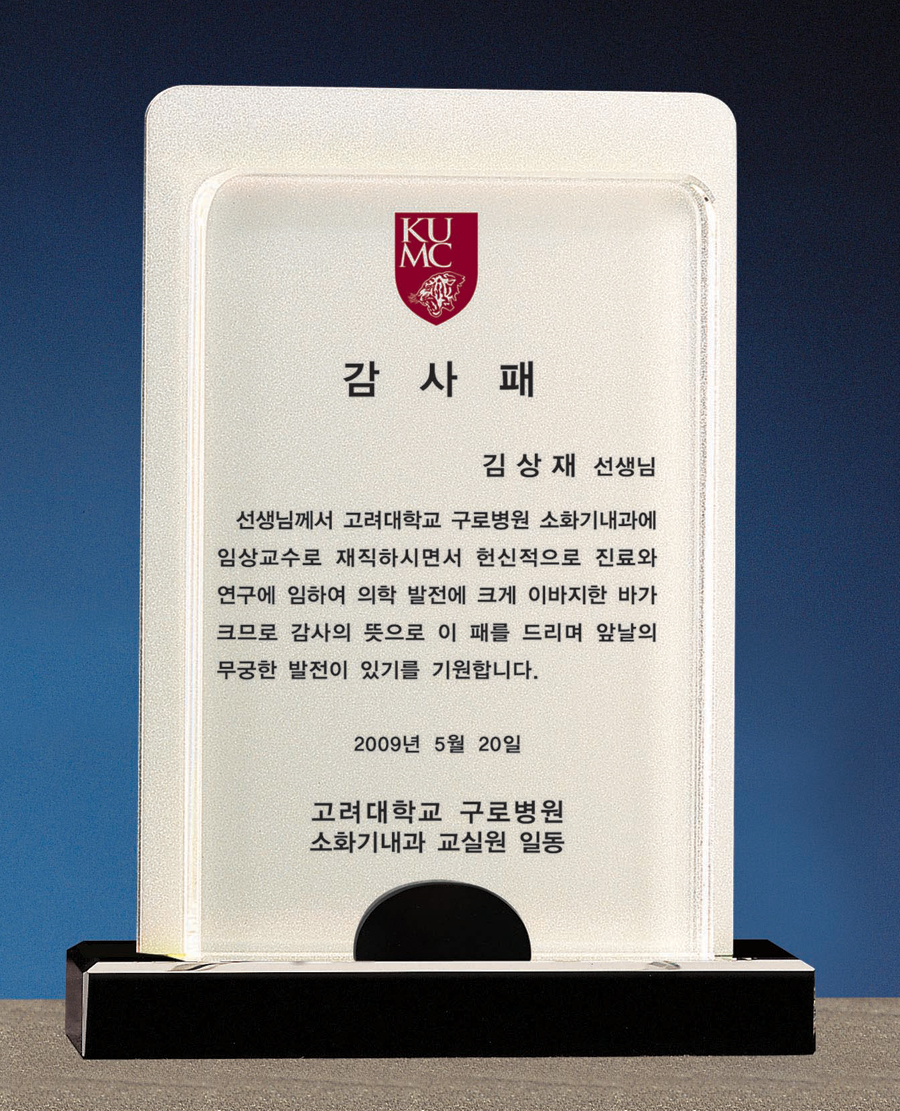 KU
MC
감 사 패
김 상 재 선생님
선생님께서 고려대학교 구로병원 소화기내과에
임상교수로 재직하시면서 헌신적으로 진료와
연구에 임하여 의학 발전에 크게 이바지한 바가
크므로 감사의 뜻으로 이 패를 드리며 앞날의
무궁한 발전이 있기를 기원합니다.
2009년 5월 20일
고려대학교 구로병원
소화기내과 교실원 일동